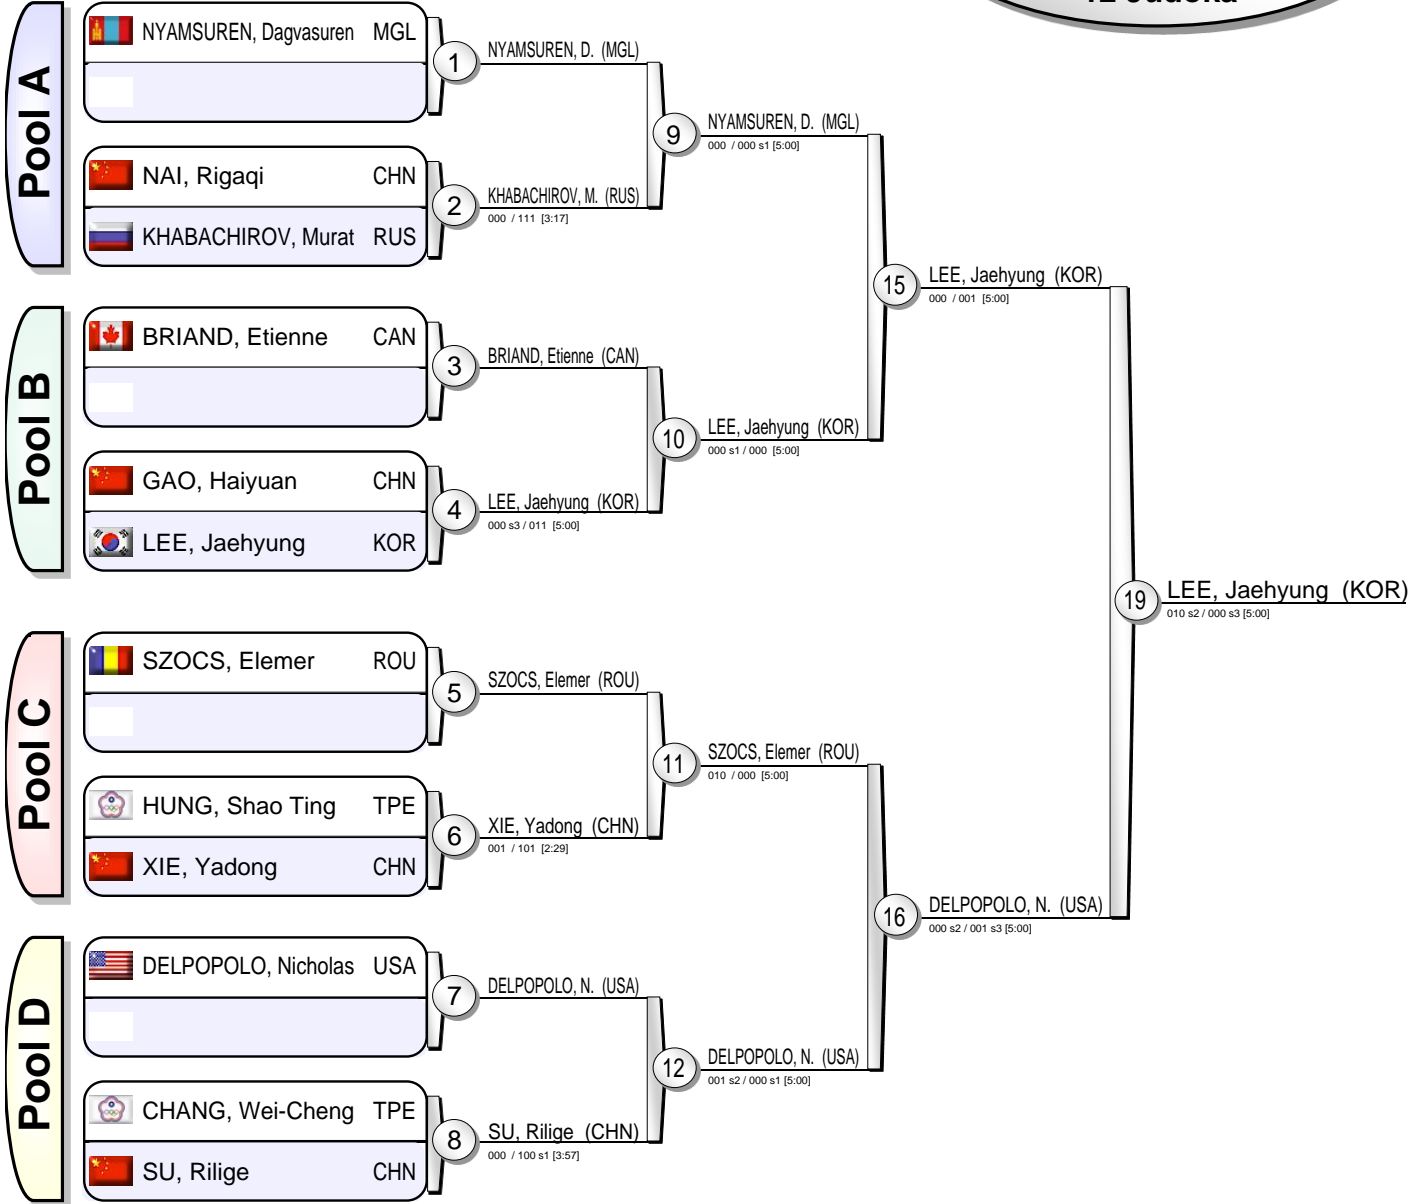 12 Judoka
Pool A
NYAMSUREN, Dagvasuren MGL
NAI, Rigaqi CHN
KHABACHIROV, Murat RUS
Pool B
BRIAND, Etienne CAN
GAO, Haiyuan CHN
LEE, Jaehyung KOR
Pool C
SZOCS, Elemer ROU
HUNG, Shao Ting TPE
XIE, Yadong CHN
Pool D
DELPOPOLO, Nicholas USA
CHANG, Wei-Cheng TPE
SU, Rilige CHN
1
NYAMSUREN, D. (MGL)
2
KHABACHIROV, M. (RUS)
000 / 111 [3:17]
3
BRIAND, Etienne (CAN)
4
LEE, Jaehyung (KOR)
000 s3 / 011 [5:00]
5
SZOCS, Elemer (ROU)
6
XIE, Yadong (CHN)
001 / 101 [2:29]
7
DELPOPOLO, N. (USA)
8
SU, Rilige (CHN)
000 / 100 s1 [3:57]
9
NYAMSUREN, D. (MGL)
000 / 000 s1 [5:00]
10
LEE, Jaehyung (KOR)
000 s1 / 000 [5:00]
11
SZOCS, Elemer (ROU)
010 / 000 [5:00]
12
DELPOPOLO, N. (USA)
001 s2 / 000 s1 [5:00]
15
LEE, Jaehyung (KOR)
000 / 001 [5:00]
16
DELPOPOLO, N. (USA)
000 s2 / 001 s3 [5:00]
19
LEE, Jaehyung (KOR)
010 s2 / 000 s3 [5:00]